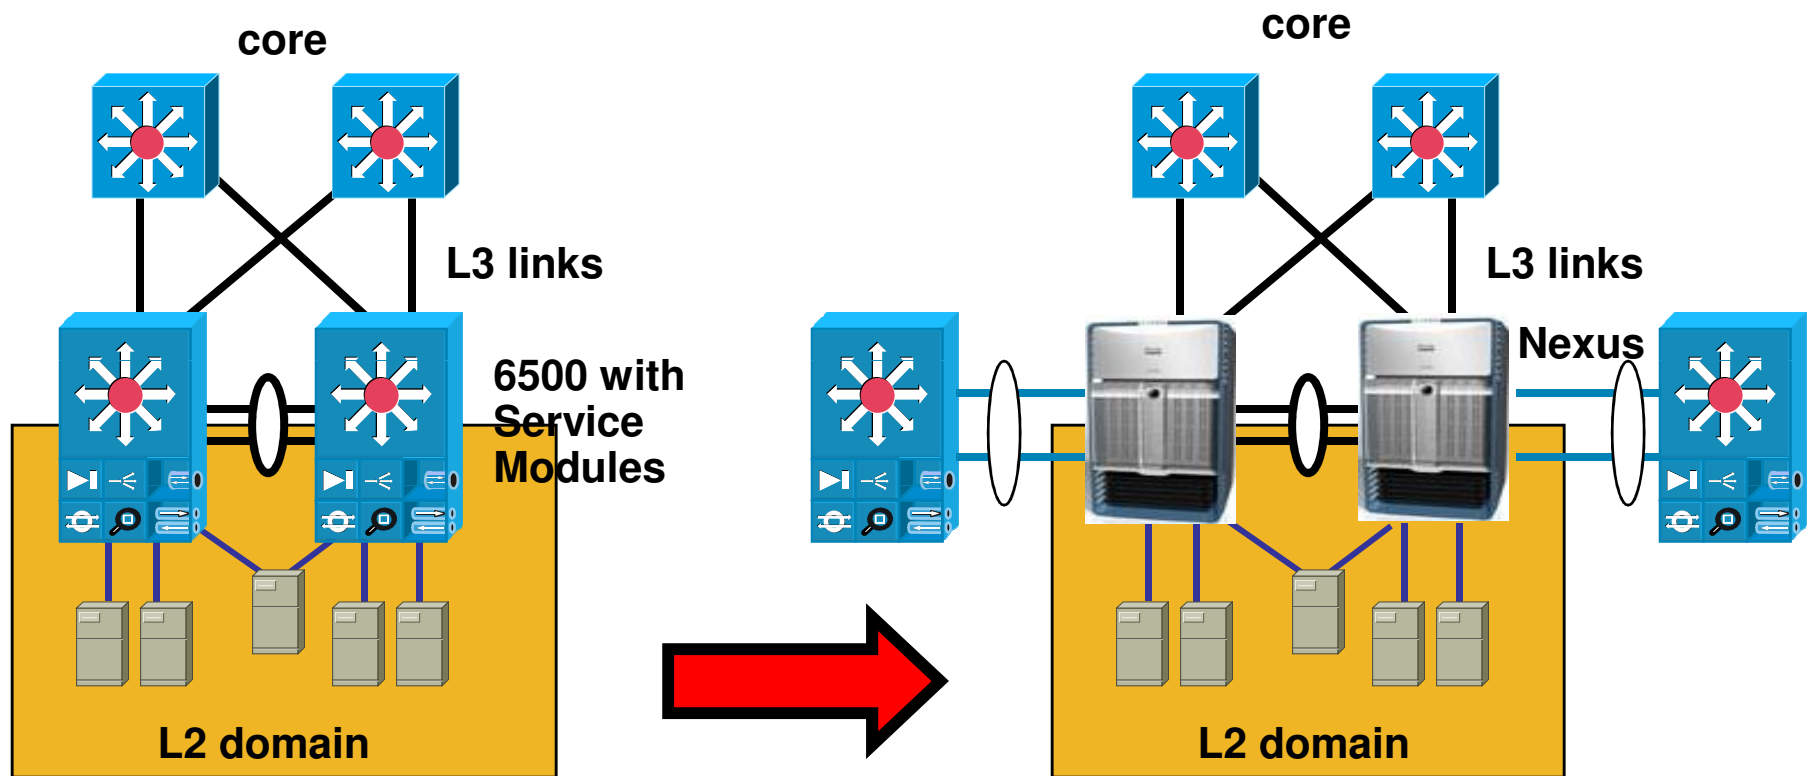 core
L3 links
6500 with
Service
Modules
L2 domain
core
L3 links
Nexus
L2 domain